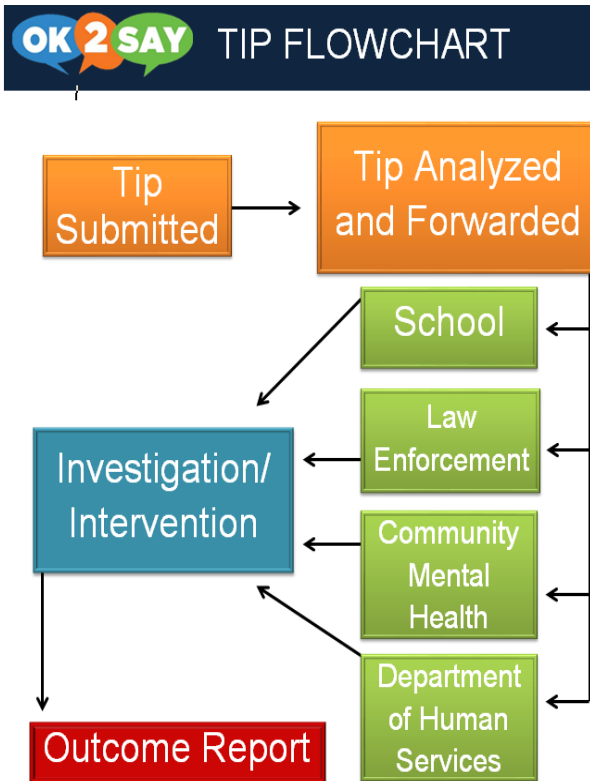 OK 2 SAY TIP FLOWCHART
Tip
Submitted
Tip Analyzed
and Forwarded
School
Law
Enforcement
Investigation/
Intervention
Community
Mental
Health
Department
of Human
Services
Outcome Report